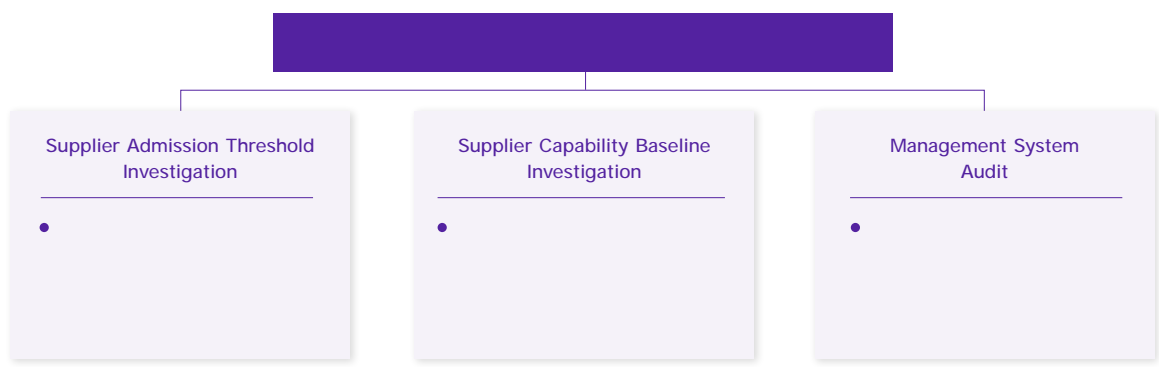 Supplier Admission Threshold
Investigation
Supplier Capability Baseline
Investigation
Management System
Audit